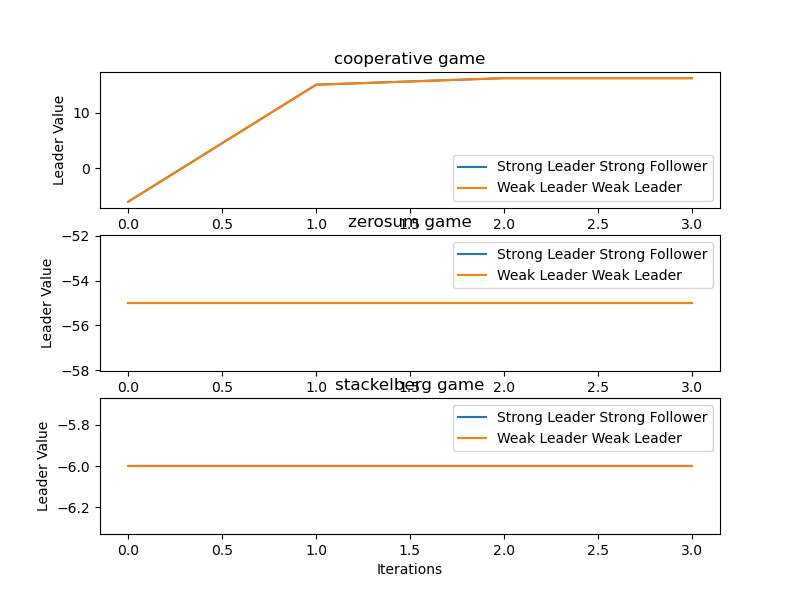 cooperative game
Leader Value
10
0
Strong Leader Strong Follower
Weak Leader Weak Leader
0.0 0.5 1.0 1.5 2.0 2.5 3.0
zerosum game
Leader Value
−52
−54
−56
−58
Strong Leader Strong Follower
Weak Leader Weak Leader
0.0 0.5 1.0 1.5 2.0 2.5 3.0
stackelberg game
Leader Value
−5.8
−6.0
−6.2
Strong Leader Strong Follower
Weak Leader Weak Leader
0.0 0.5 1.0 1.5 2.0 2.5 3.0
Iterations